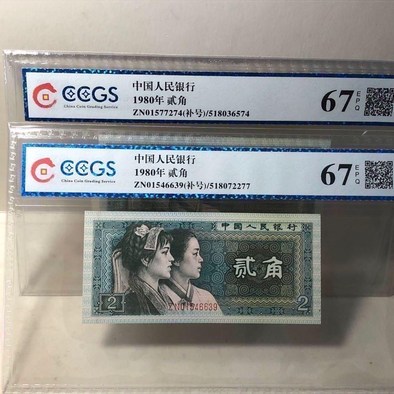 CCGS
China Coin Grading Service
中国人民银行
1980年 贰角
ZN01577274(补号)/518036574
67 EPQ
CCGS
China Coin Grading Service
中国人民银行
1980年 贰角
ZN01546639(补号)/518072277
67 EPQ
中国人民银行
贰角
ZN01546639
2
2